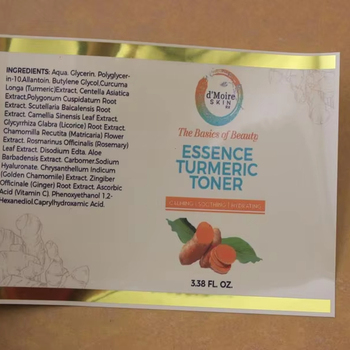 INGREDIENTS: Aqua. Glycerin. Polyglycer-
in-10.Allantoin. Butylene Glycol.Curcuma
Longa (Turmeric)Extract. Centella Asiatica
Extract.Polygonum Cuspidatum Root
Extract. Scutellaria Baicalensis Root
Extract. Camellia Sinensis Leaf Extract.
Glycyrrhiza Glabra (Licorice) Root Extract.
Chamomilla Recutita (Matricaria) Flower
Extract. Rosmarinus Officinalis (Rosemary)
Leaf Extract. Disodium Edta. Aloe
Barbadensis Extract. Carbomer.Sodium
Hyaluronate. Chrysanthellum Indicum
(Golden Chamomile) Extract. Zingiber
Officinale (Ginger) Root Extract. Ascorbic
Acid (Vitamin C). Phenoxyethanol 1,2-
Hexanediol.Caprylhydroxamic Acid.
d'Moire
SKIN
The Basics of Beauty
ESSENCE
TURMERIC
TONER
CALMING / SOOTHING / HYDRATING
3.38 FL. OZ.